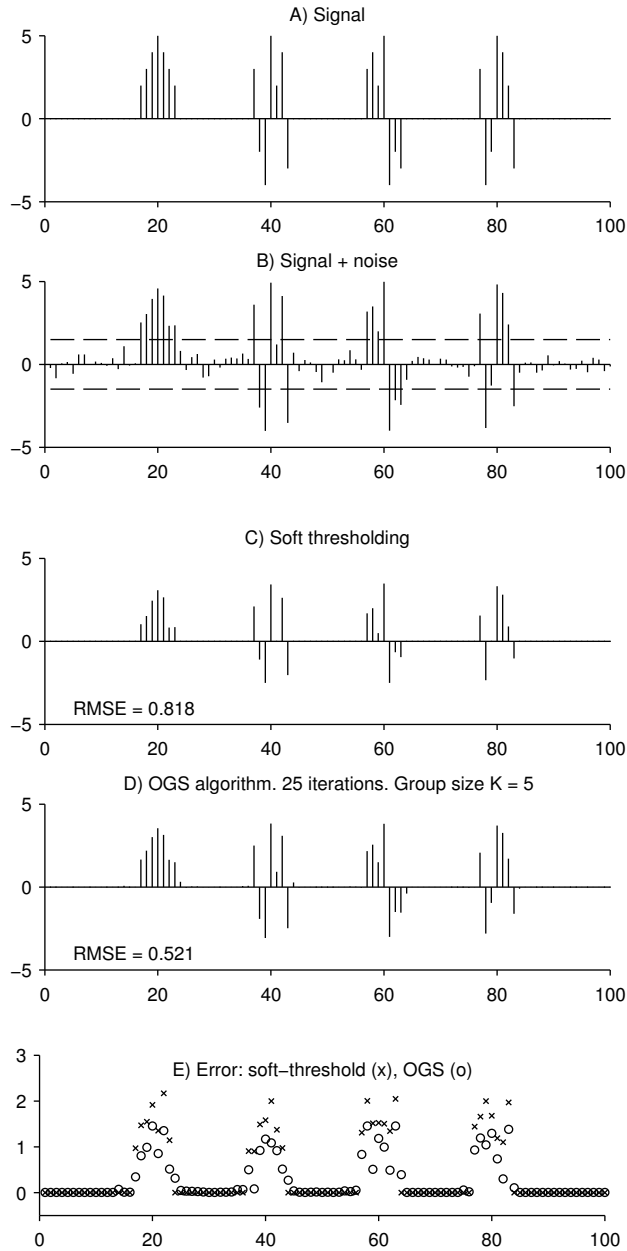 A) Signal
5
0
−5
0 20 40 60 80 100
B) Signal + noise
5
0
−5
0 20 40 60 80 100
C) Soft thresholding
5
0
RMSE = 0.818
−5
0 20 40 60 80 100
D) OGS algorithm. 25 iterations. Group size K = 5
5
0
RMSE = 0.521
−5
0 20 40 60 80 100
3
E) Error: soft−threshold (x), OGS (o)
2
1
0
0 20 40 60 80 100